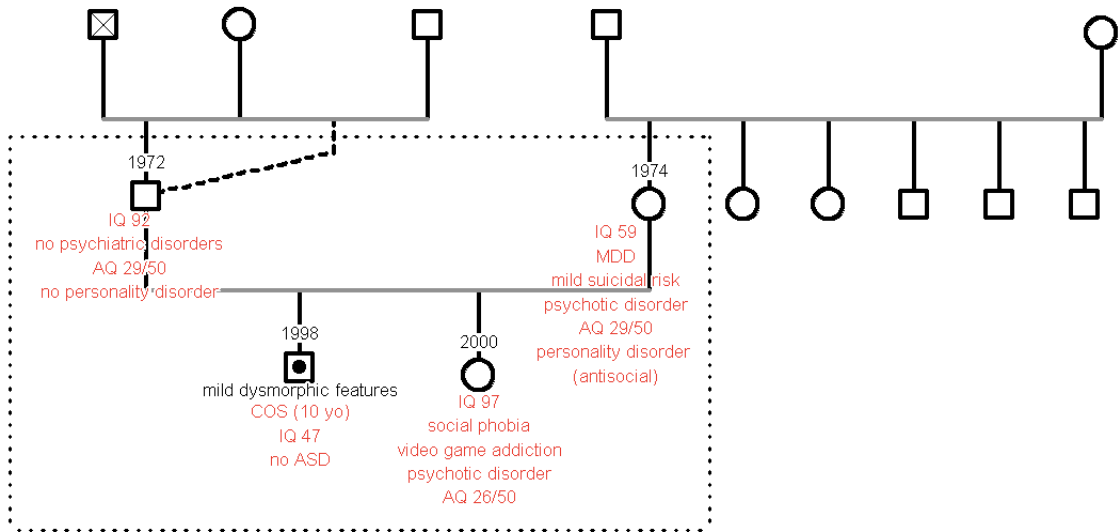 1972
IQ 92
no psychiatric disorders
AQ 29/50
no personality disorder
1974
IQ 59
MDD
mild suicidal risk
psychotic disorder
AQ 29/50
personality disorder
(antisocial)
1998
mild dysmorphic features
COS (10 yo)
IQ 47
no ASD
2000
IQ 97
social phobia
video game addiction
psychotic disorder
AQ 26/50